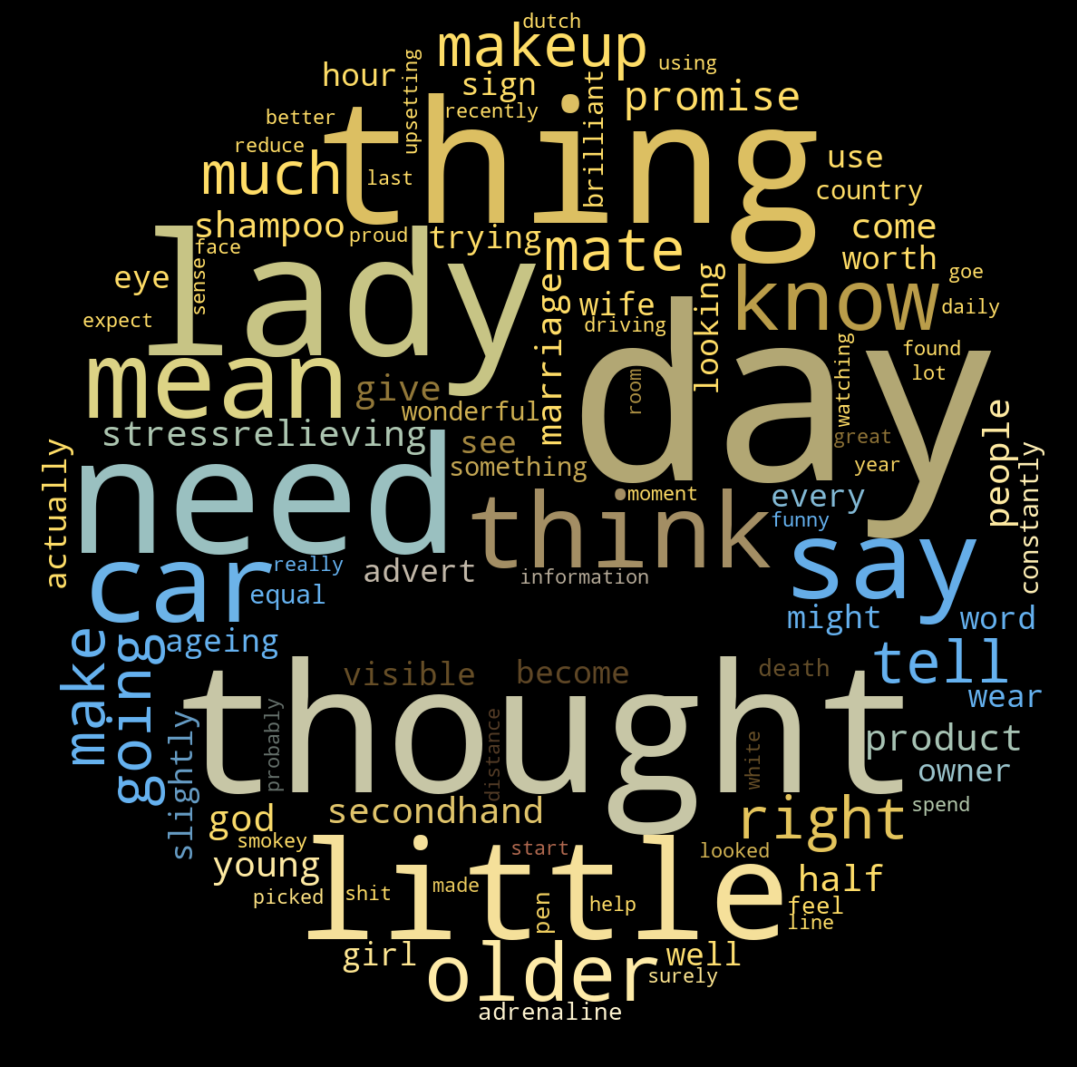 dutch
makeup
using
hour
sign
upsetting
promise
recently
brilliant
better
thing
reduce
much
last
use
country
shampoo
face
proud
trying
mate
come
worth
lady
sense
eye
marriage
wife
looking
know
goe
daily
expect
driving
day
mean
give
room
watching
found
lot
wonderful
great
stressrelieving
see
something
year
people
actually
need
think
moment
every
funny
constantly
car
really
advert
information
say
equal
might
word
make
going
ageing
visible
become
death
tell
wear
thought
slightly
probably
distance
white
product
owner
god
secondhand
right
spend
smokey
young
little
start
looked
half
picked
shit
made
pen
help
feel
line
girl
older
well
surely
adrenaline